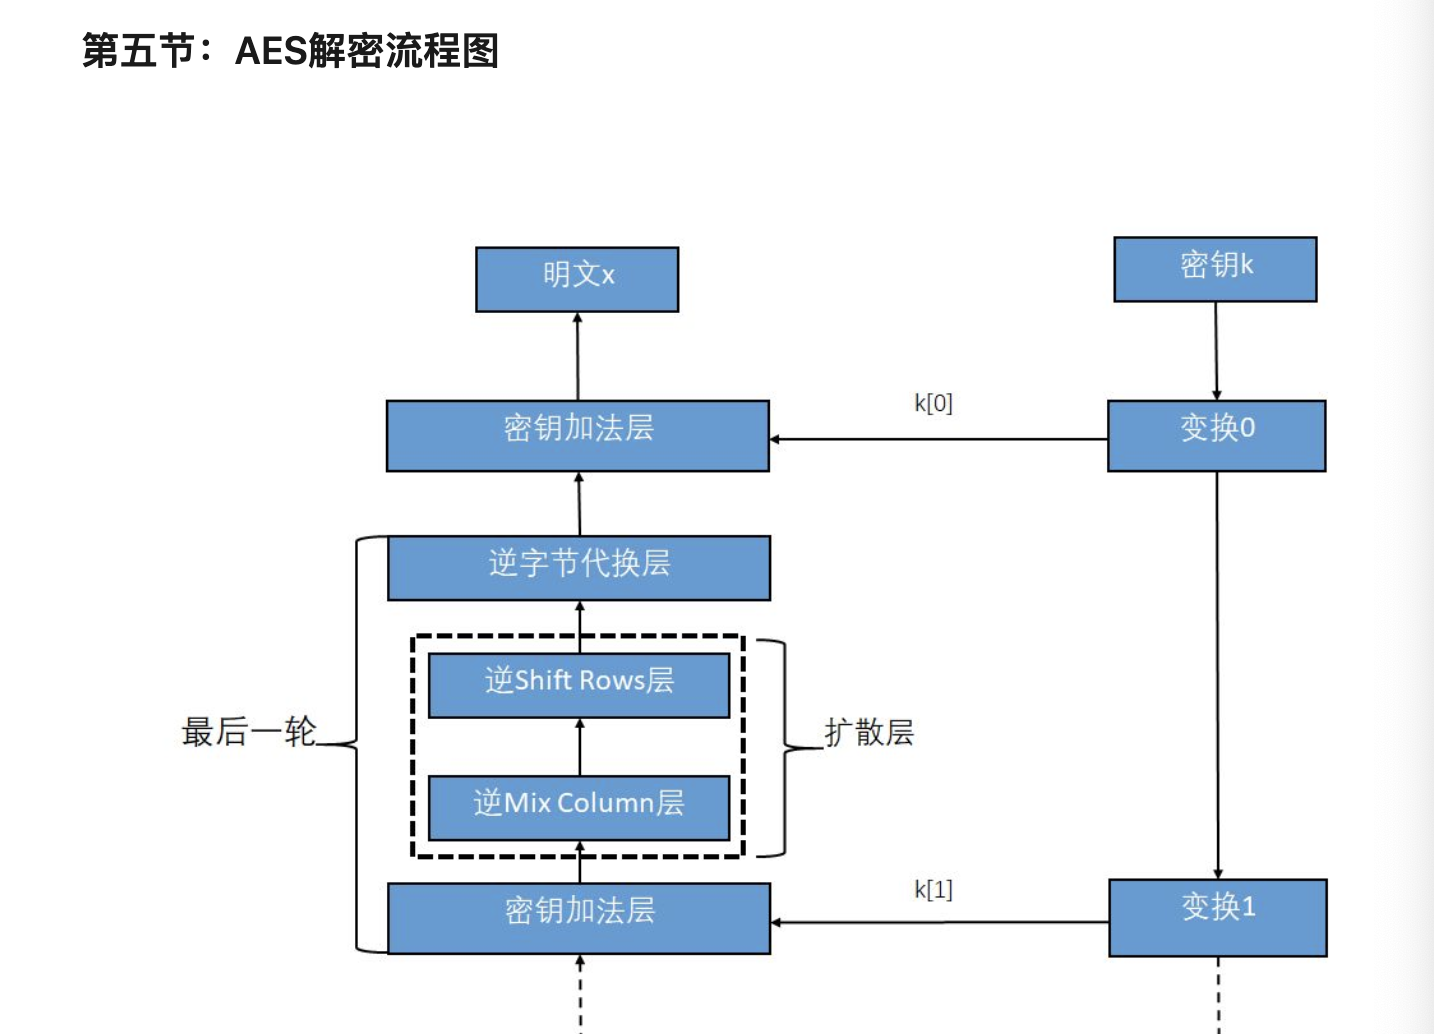 第五节：AES解密流程图
明文x
密钥k
k[0]
密钥加法层
变换0
逆字节代换层
逆Shift Rows层
最后一轮
扩散层
逆Mix Column层
k[1]
密钥加法层
变换1